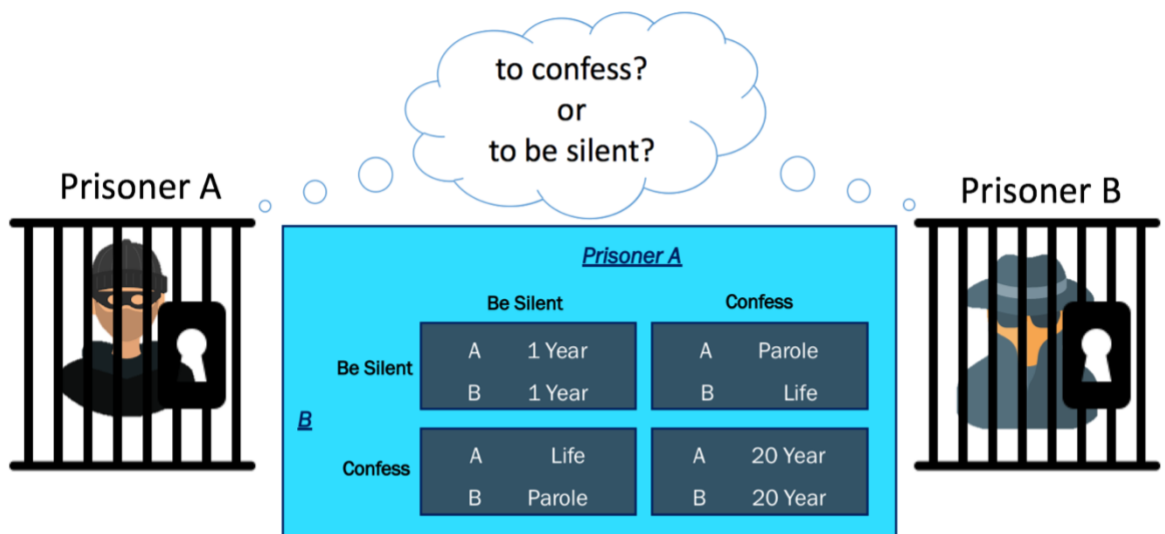 to confess?
or
to be silent?
Prisoner A
Prisoner B
Prisoner A
Be Silent Confess
Be Silent
A 1 Year A Parole
B 1 Year B Life
B
Confess
A Life A 20 Year
B Parole B 20 Year